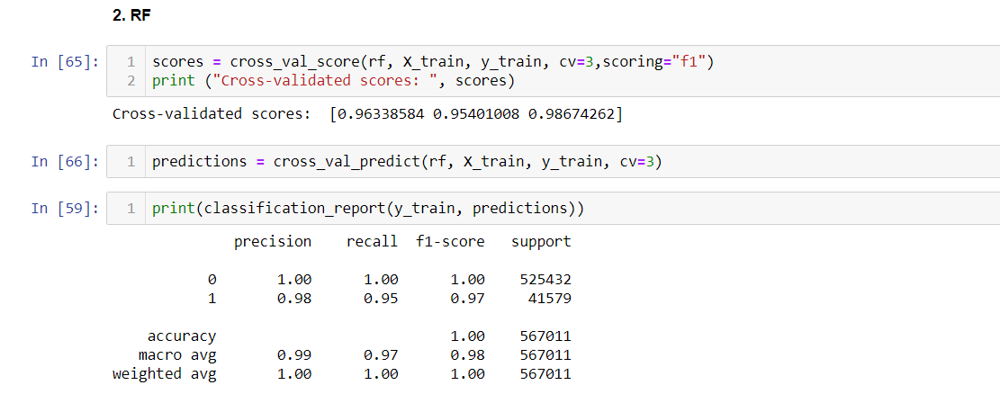 2. RF
In [65]:
1 scores = cross_val_score(rf, X_train, y_train, cv=3,scoring="f1")
2 print ("Cross-validated scores: ", scores)
Cross-validated scores:  [0.96338584 0.95401008 0.98674262]
In [66]:
1 predictions = cross_val_predict(rf, X_train, y_train, cv=3)
In [59]:
1 print(classification_report(y_train, predictions))
precision recall f1-score support
0 1.00 1.00 1.00 525432
1 0.98 0.95 0.97 41579
accuracy 1.00 567011
macro avg 0.99 0.97 0.98 567011
weighted avg 1.00 1.00 1.00 567011